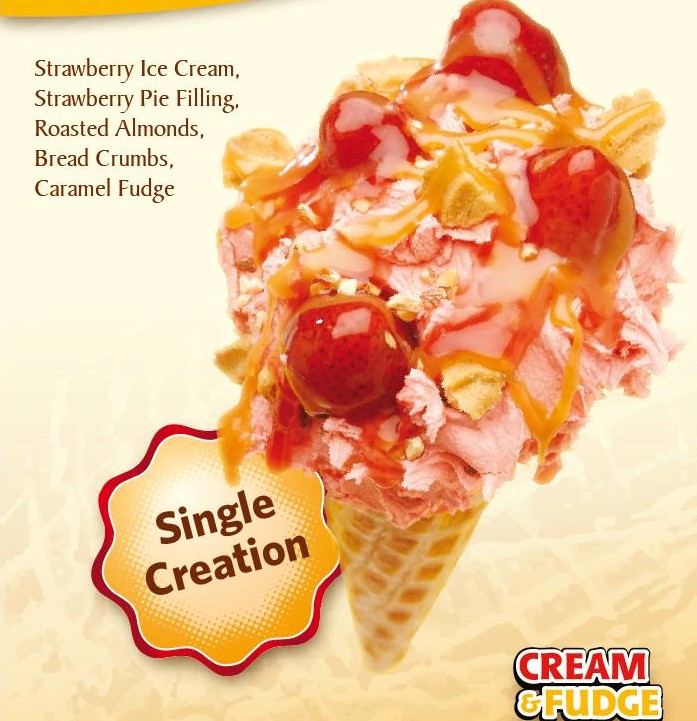 Strawberry Ice Cream,
Strawberry Pie Filling,
Roasted Almonds,
Bread Crumbs,
Caramel Fudge
Single
Creation
CREAM
&FUDGE